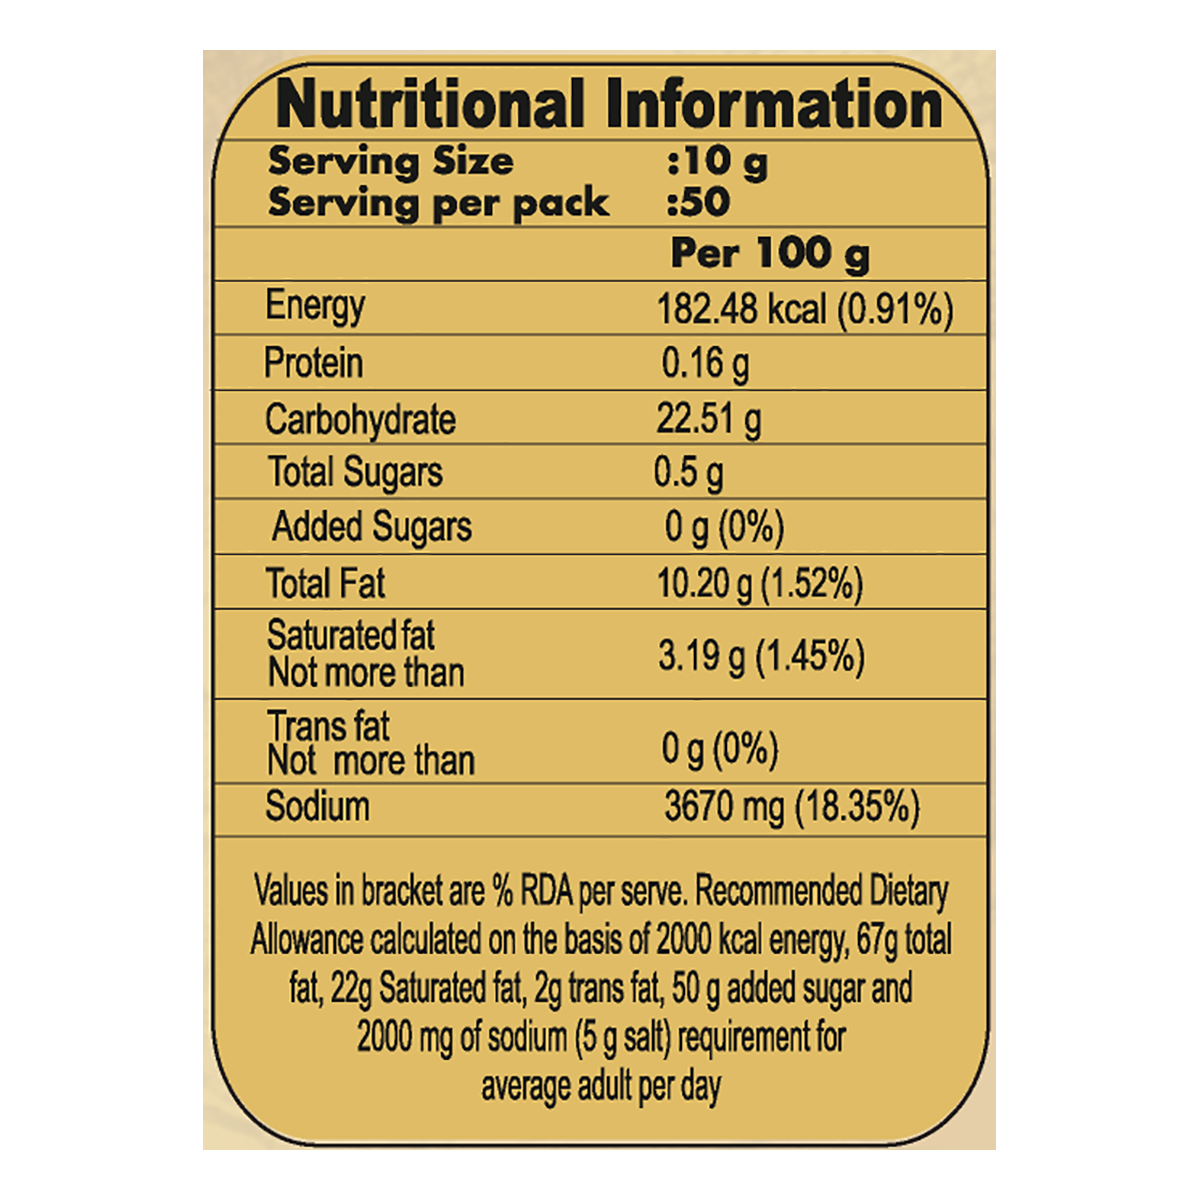 Nutritional Information
Serving Size :10 g
Serving per pack :50
Per 100 g
Energy 182.48 kcal (0.91%)
Protein 0.16 g
Carbohydrate 22.51 g
Total Sugars 0.5 g
Added Sugars 0 g (0%)
Total Fat 10.20 g (1.52%)
Saturated fat
Not more than 3.19 g (1.45%)
Trans fat
Not more than 0 g (0%)
Sodium 3670 mg (18.35%)
Values in bracket are % RDA per serve. Recommended Dietary
Allowance calculated on the basis of 2000 kcal energy, 67g total
fat, 22g Saturated fat, 2g trans fat, 50 g added sugar and
2000 mg of sodium (5 g salt) requirement for
average adult per day